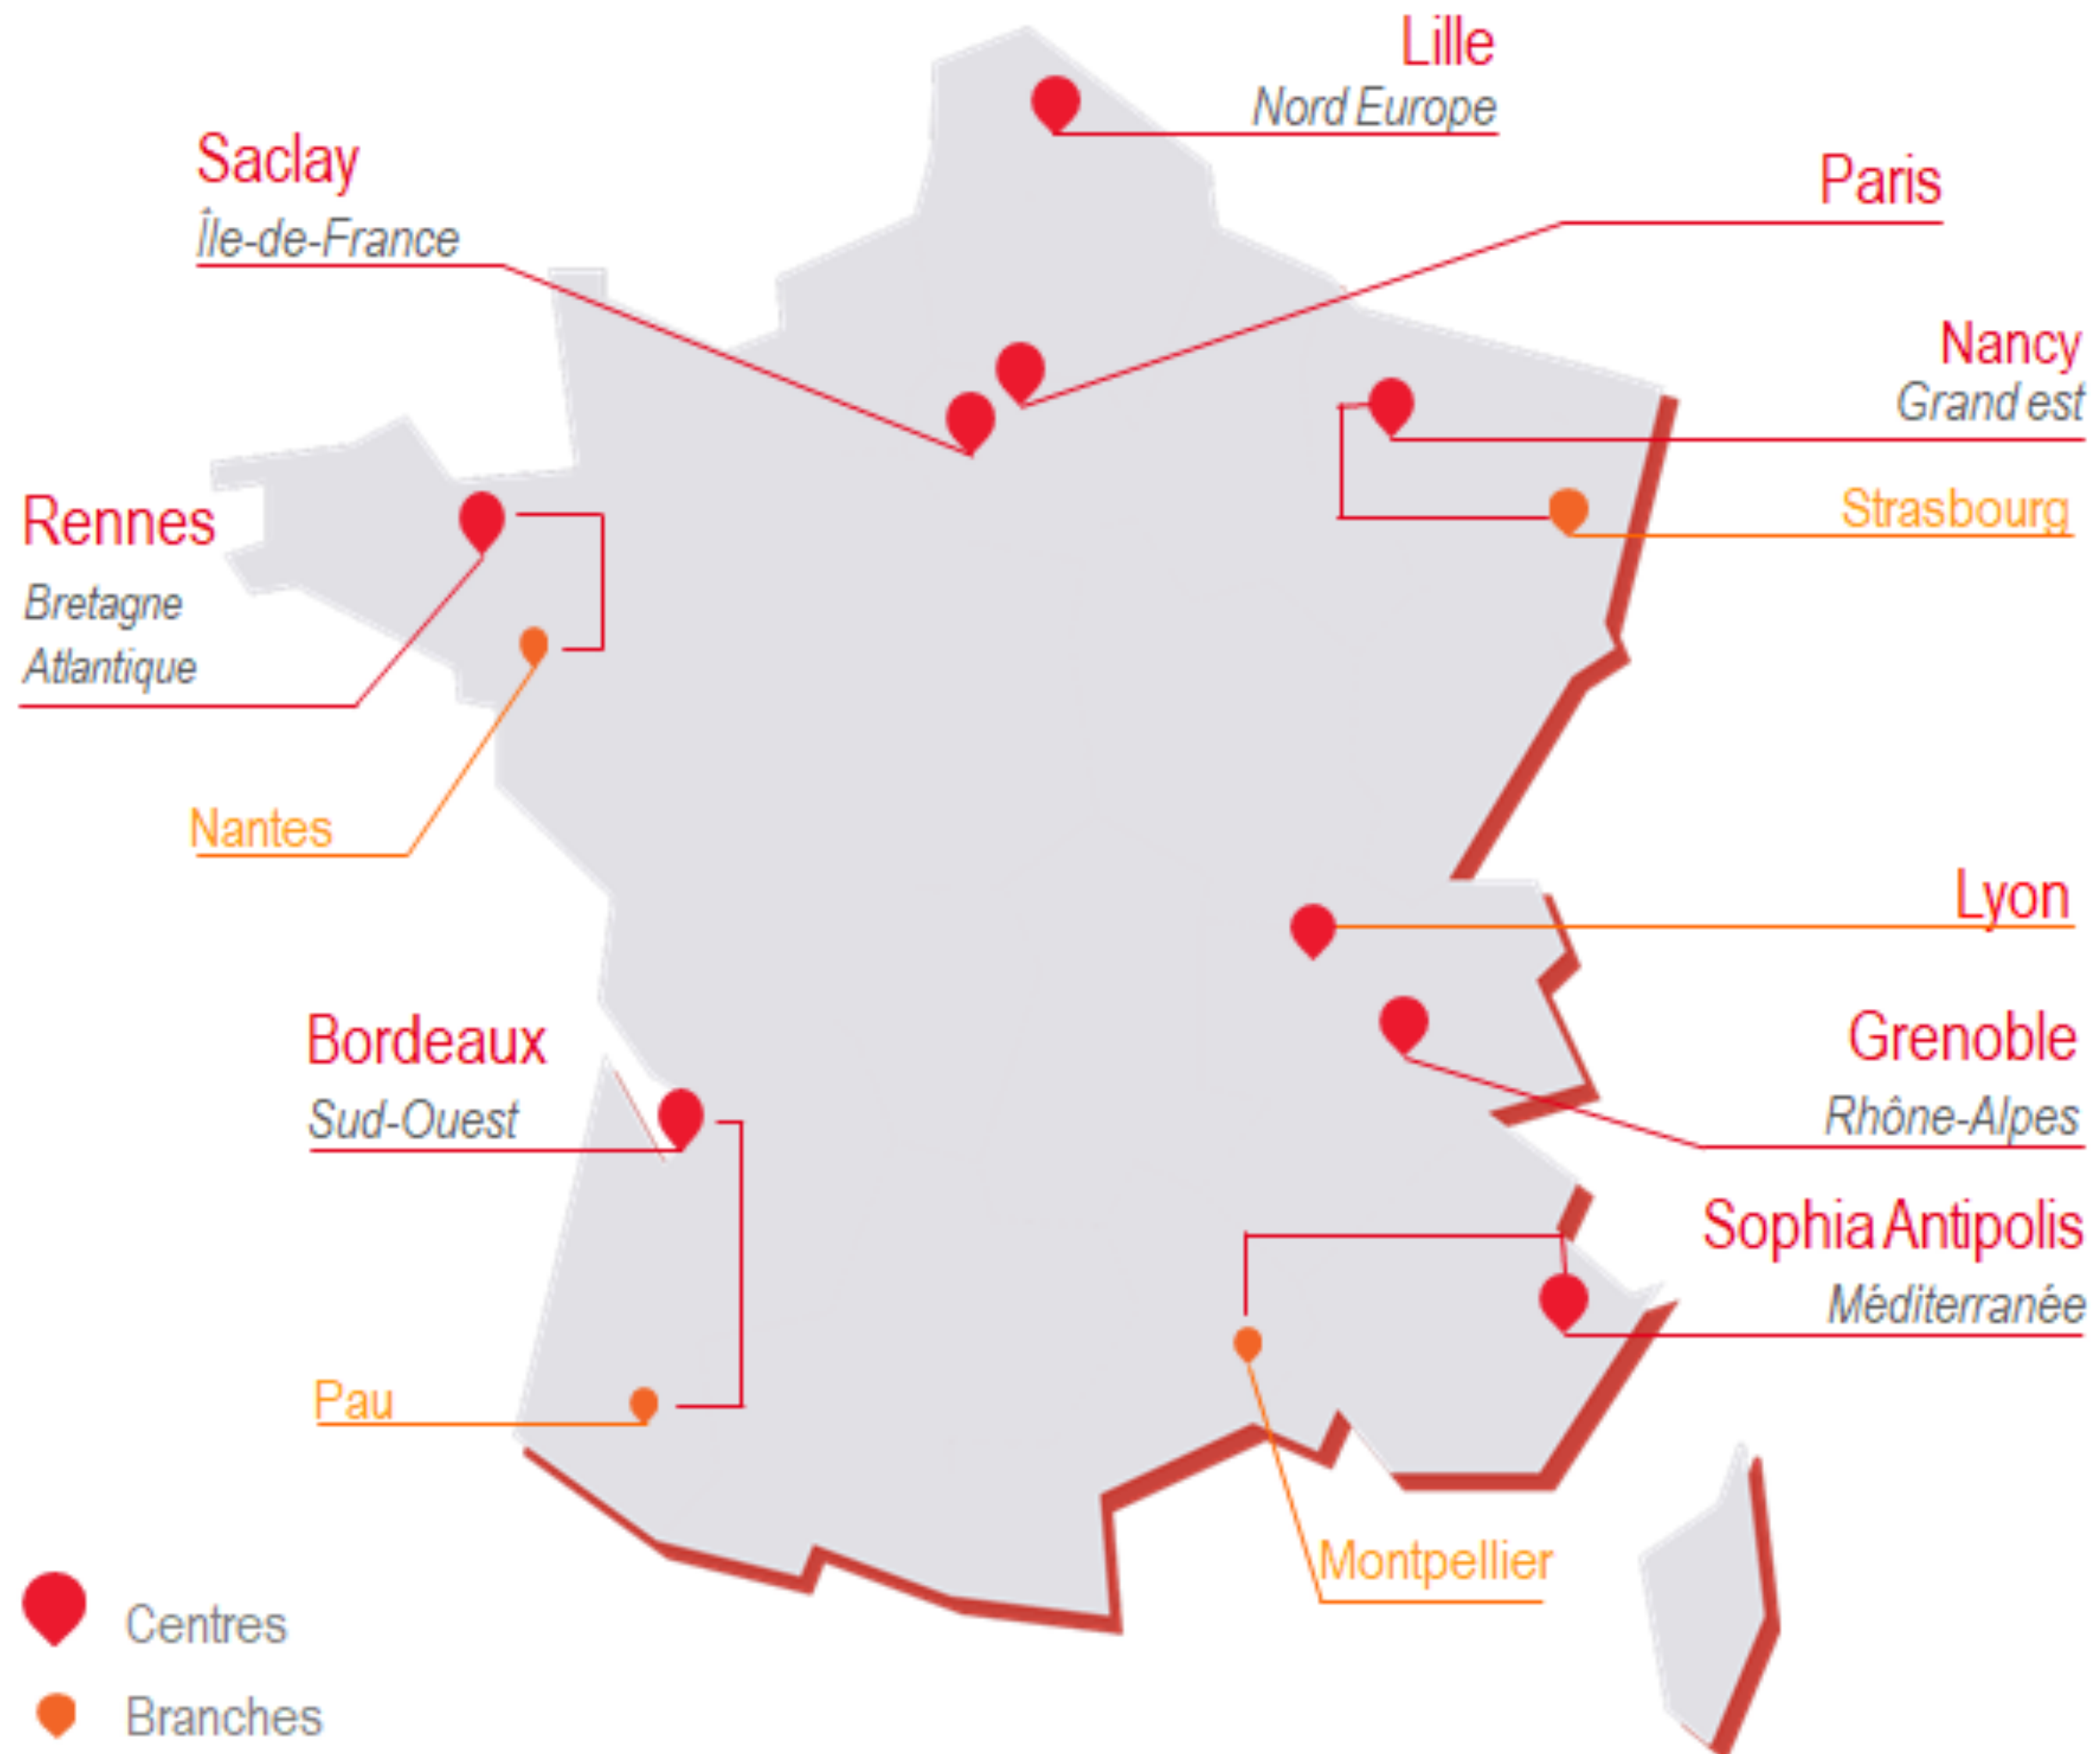 Lille
Nord Europe
Saclay
Île-de-France
Paris
Nancy
Grand est
Strasbourg
Rennes
Bretagne
Atlantique
Nantes
Lyon
Bordeaux
Sud-Ouest
Grenoble
Rhône-Alpes
Sophia Antipolis
Méditerranée
Pau
Montpellier
Centres
Branches